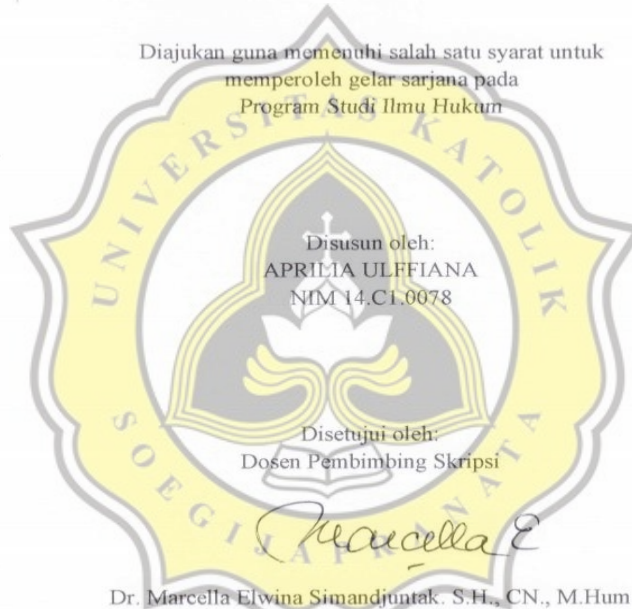 Diajukan guna memenuhi salah satu syarat untuk
memperoleh gelar sarjana pada
Program Studi Ilmu Hukum
UNIVERSITAS KATOLIK
Disusun oleh:
APRILIA ULFFIANA
NIM 14.C1.0078
Disetujui oleh:
Dosen Pembimbing Skripsi
SOEGIJAPRANATA
Marcella E
Dr. Marcella Elwina Simandjuntak. S.H., CN., M.Hum